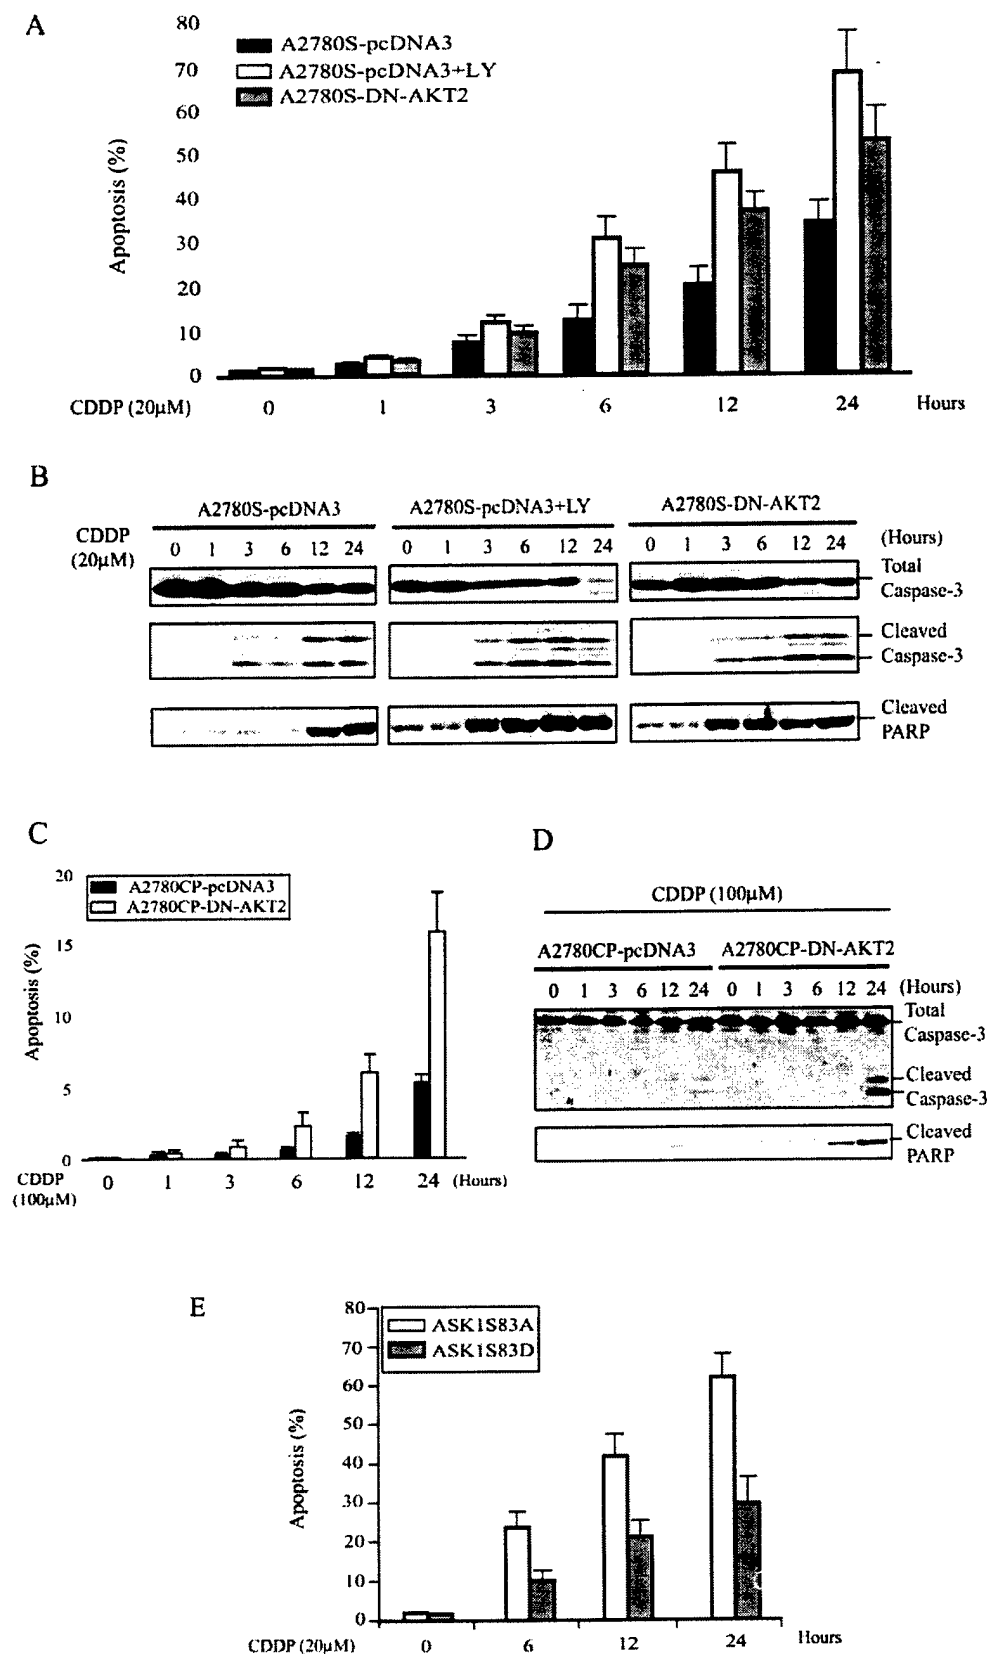 A
80
70
60
50
40
30
20
10
0
Apoptosis (%)
A2780S-pcDNA3
A2780S-pcDNA3+LY
A2780S-DN-AKT2
CDDP (20µM) 0 1 3 6 12 24 Hours
B
A2780S-pcDNA3 A2780S-pcDNA3+LY A2780S-DN-AKT2
CDDP
(20µM)
0 1 3 6 12 24 0 1 3 6 12 24 0 1 3 6 12 24 (Hours)
Total
Caspase-3
Cleaved
Caspase-3
Cleaved
PARP
C
20
15
10
5
0
Apoptosis (%)
A2780CP-pcDNA3
A2780CP-DN-AKT2
CDDP
(100µM)
0 1 3 6 12 24 (Hours)
D
CDDP (100µM)
A2780CP-pcDNA3 A2780CP-DN-AKT2
0 1 3 6 12 24 0 1 3 6 12 24 (Hours)
Total
Caspase-3
Cleaved
Caspase-3
Cleaved
PARP
E
80
70
60
50
40
30
20
10
0
Apoptosis (%)
ASK1S83A
ASK1S83D
CDDP (20µM) 0 6 12 24 Hours